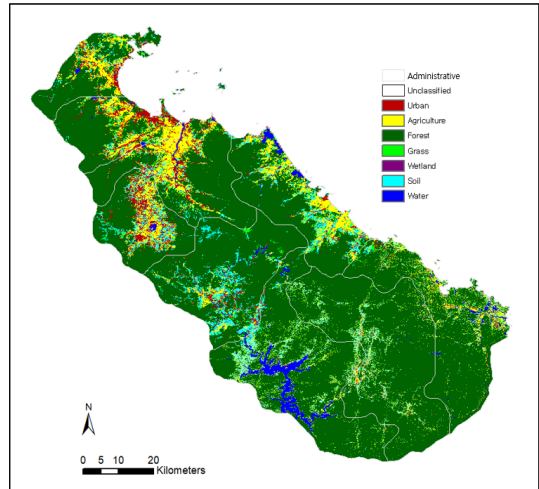 Administrative
Unclassified
Urban
Agriculture
Forest
Grass
Wetland
Soil
Water
N
0 5 10 20
Kilometers